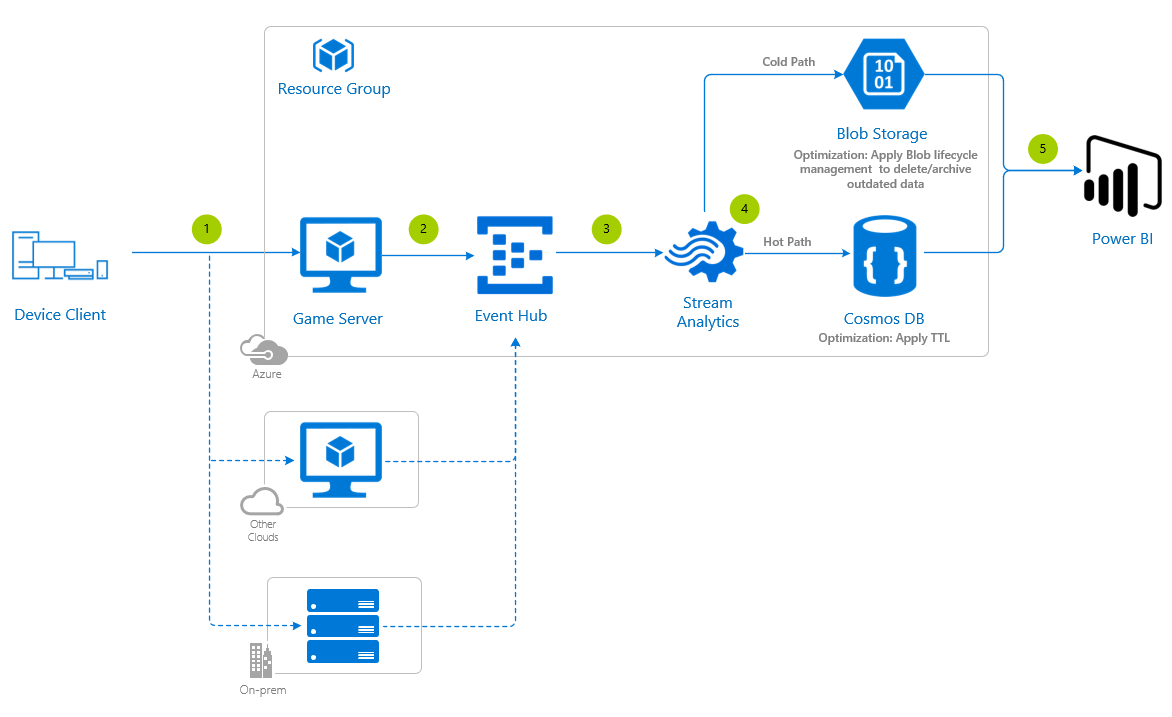 Resource Group
Cold Path
10
01
Blob Storage
Optimization: Apply Blob lifecycle
management to delete/archive
outdated data
5
Power BI
1
2
3
4
Hot Path
Device Client
Game Server
Event Hub
Stream
Analytics
{ }
Cosmos DB
Optimization: Apply TTL
Azure
Other
Clouds
On-prem